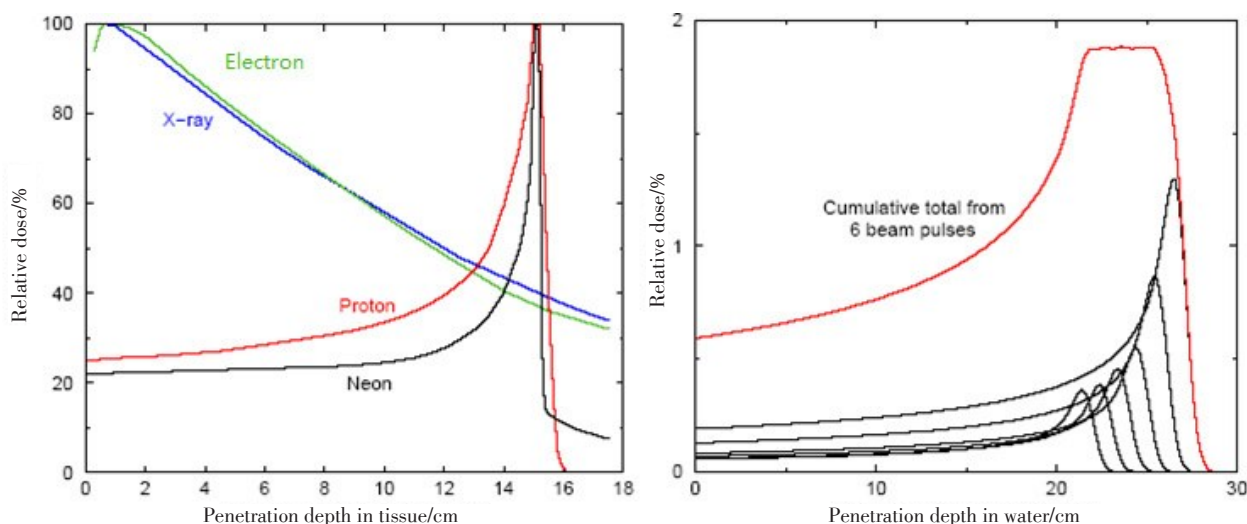 100
80
60
40
20
0
Relative dose/%
Electron
X-ray
Proton
Neon
0 2 4 6 8 10 12 14 16 18
Penetration depth in tissue/cm
2
1
0
Relative dose/%
Cumulative total from
6 beam pulses
0 10 20 30
Penetration depth in water/cm